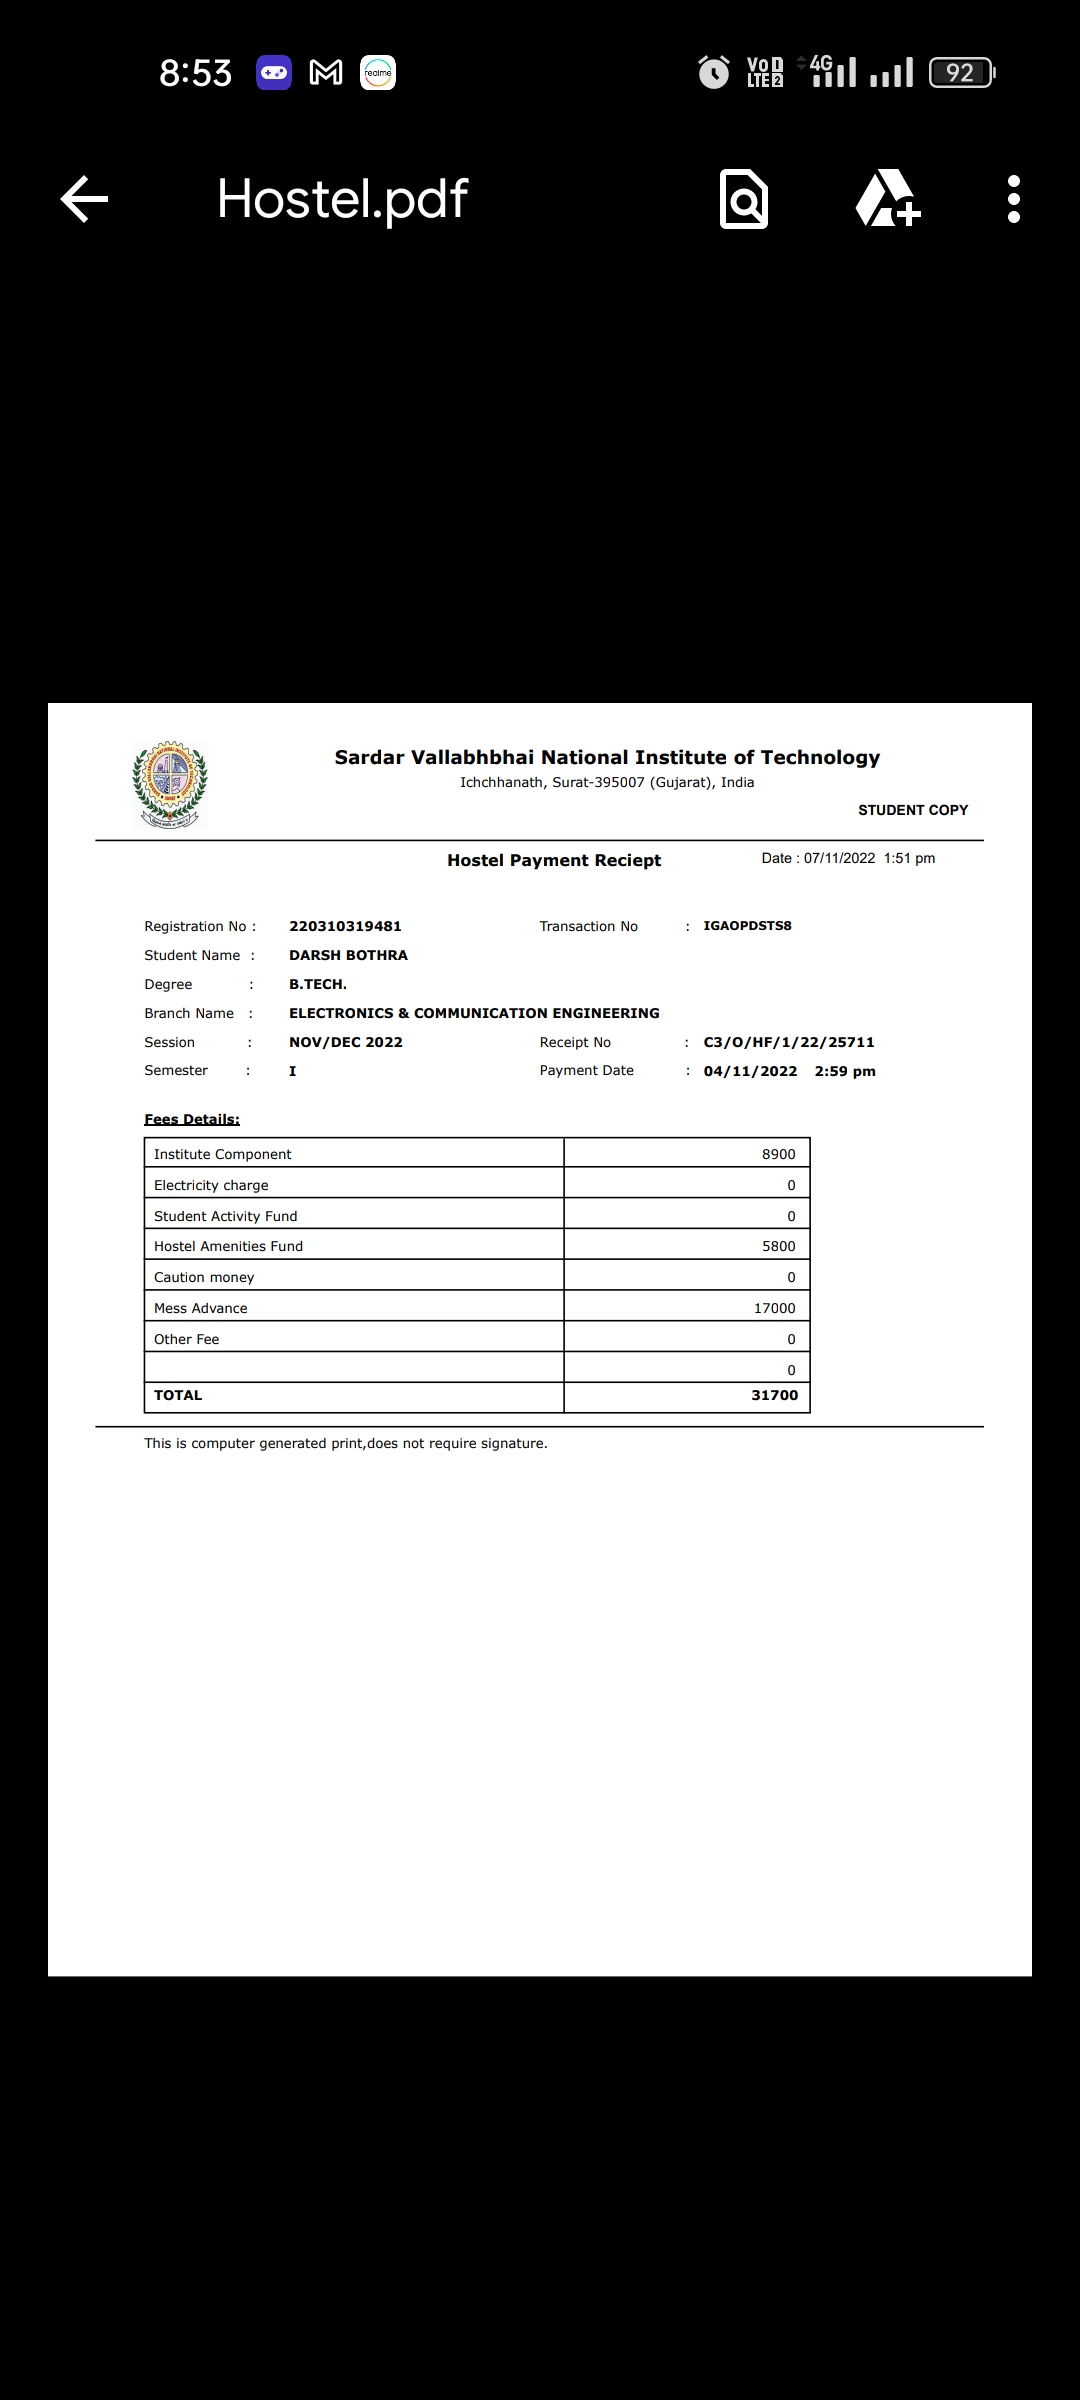 8:53 realme VoD LTE2 4G 92
Hostel.pdf
Sardar Vallabhbhai National Institute of Technology
Ichchhanath, Surat-395007 (Gujarat), India
STUDENT COPY
Hostel Payment Reciept Date : 07/11/2022 1:51 pm
Registration No : 220310319481 Transaction No : IGAOPDSTS8
Student Name : DARSH BOTHRA
Degree : B.TECH.
Branch Name : ELECTRONICS & COMMUNICATION ENGINEERING
Session : NOV/DEC 2022 Receipt No : C3/O/HF/1/22/25711
Semester : I Payment Date : 04/11/2022 2:59 pm
Fees Details:
Institute Component 8900
Electricity charge 0
Student Activity Fund 0
Hostel Amenities Fund 5800
Caution money 0
Mess Advance 17000
Other Fee 0
0
TOTAL 31700
This is computer generated print,does not require signature.